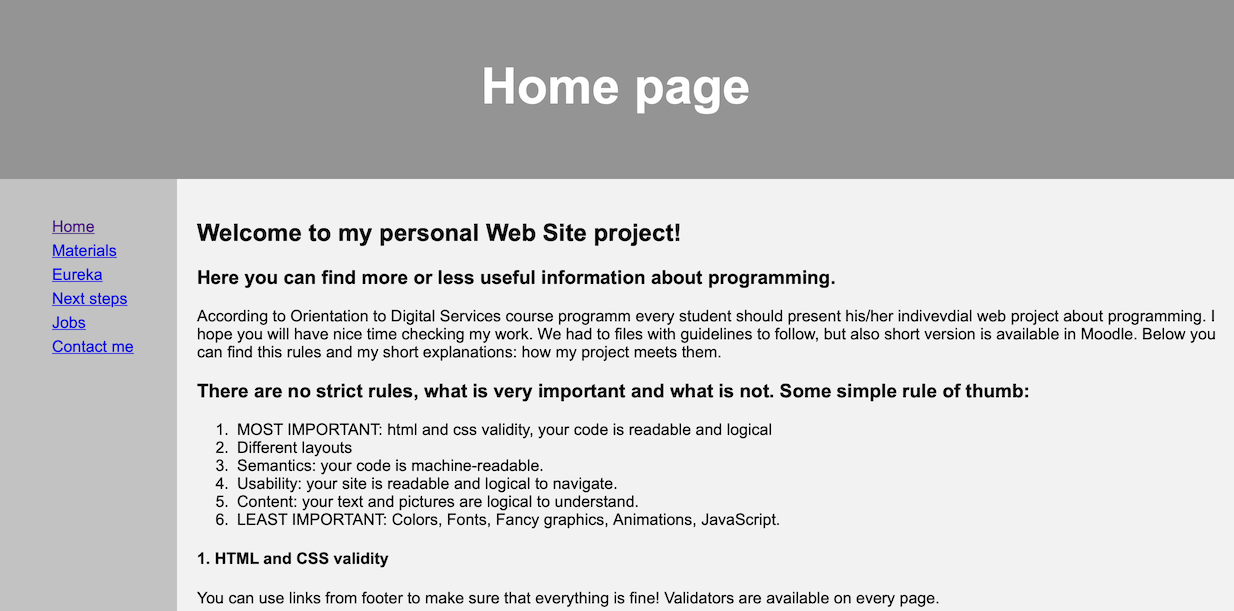 Home page
Home
Materials
Eureka
Next steps
Jobs
Contact me
Welcome to my personal Web Site project!
Here you can find more or less useful information about programming.
According to Orientation to Digital Services course programm every student should present his/her indivevdial web project about programming. I
hope you will have nice time checking my work. We had to files with guidelines to follow, but also short version is available in Moodle. Below you
can find this rules and my short explanations: how my project meets them.
There are no strict rules, what is very important and what is not. Some simple rule of thumb:
1. MOST IMPORTANT: html and css validity, your code is readable and logical
2. Different layouts
3. Semantics: your code is machine-readable.
4. Usability: your site is readable and logical to navigate.
5. Content: your text and pictures are logical to understand.
6. LEAST IMPORTANT: Colors, Fonts, Fancy graphics, Animations, JavaScript.
1. HTML and CSS validity
You can use links from footer to make sure that everything is fine! Validators are available on every page.